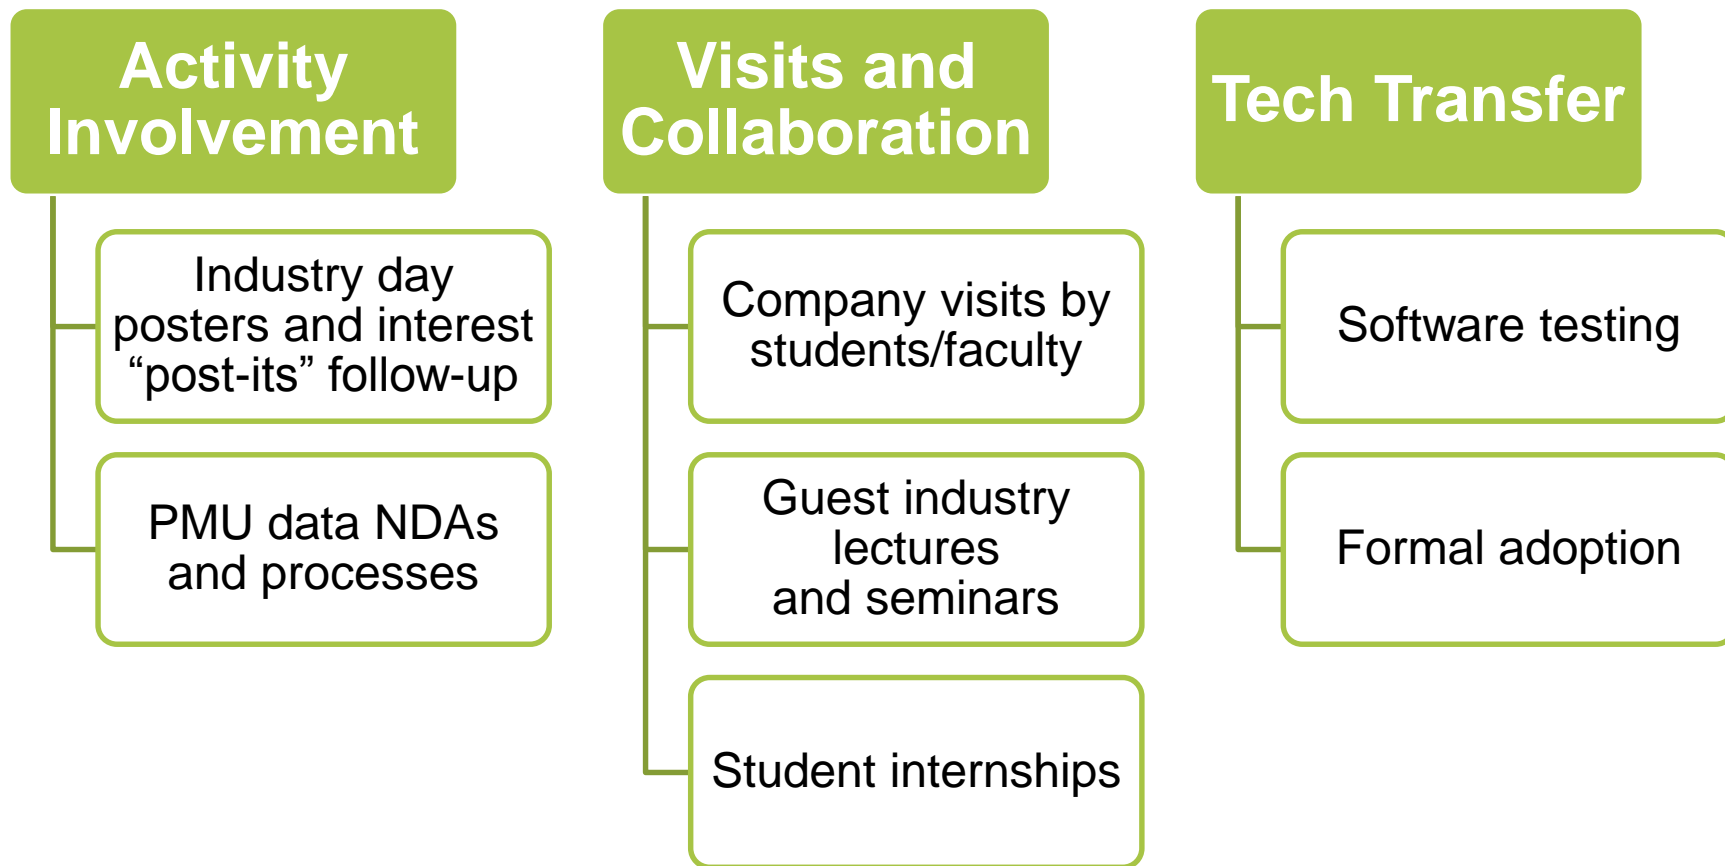 Activity
Involvement
Industry day
posters and interest
“post-its” follow-up
PMU data NDAs
and processes
Visits and
Collaboration
Company visits by
students/faculty
Guest industry
lectures
and seminars
Student internships
Tech Transfer
Software testing
Formal adoption